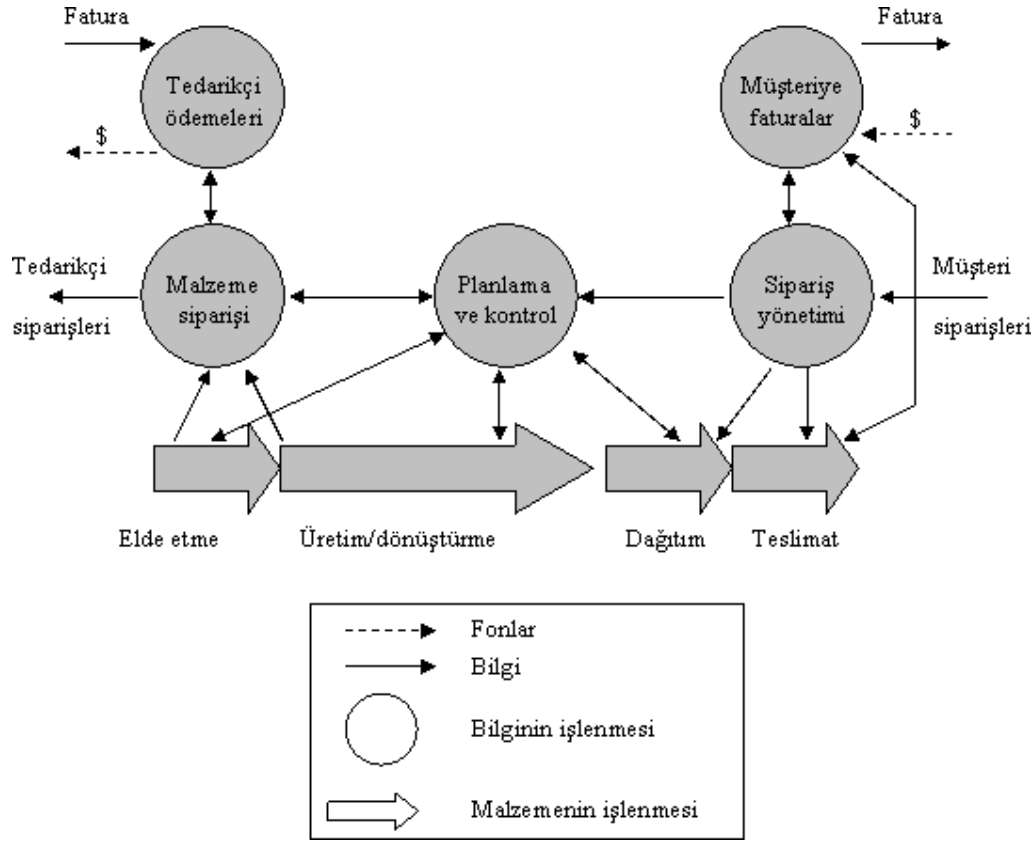 Fatura
Fatura
Tedarikçi
ödemeleri
Müşteriye
faturalar
$
$
Tedarikçi
siparişleri
Malzeme
siparişi
Planlama
ve kontrol
Sipariş
yönetimi
Müşteri
siparişleri
Elde etme
Üretim/dönüştürme
Dağıtım
Teslimat
Fonlar
Bilgi
Bilginin işlenmesi
Malzemenin işlenmesi